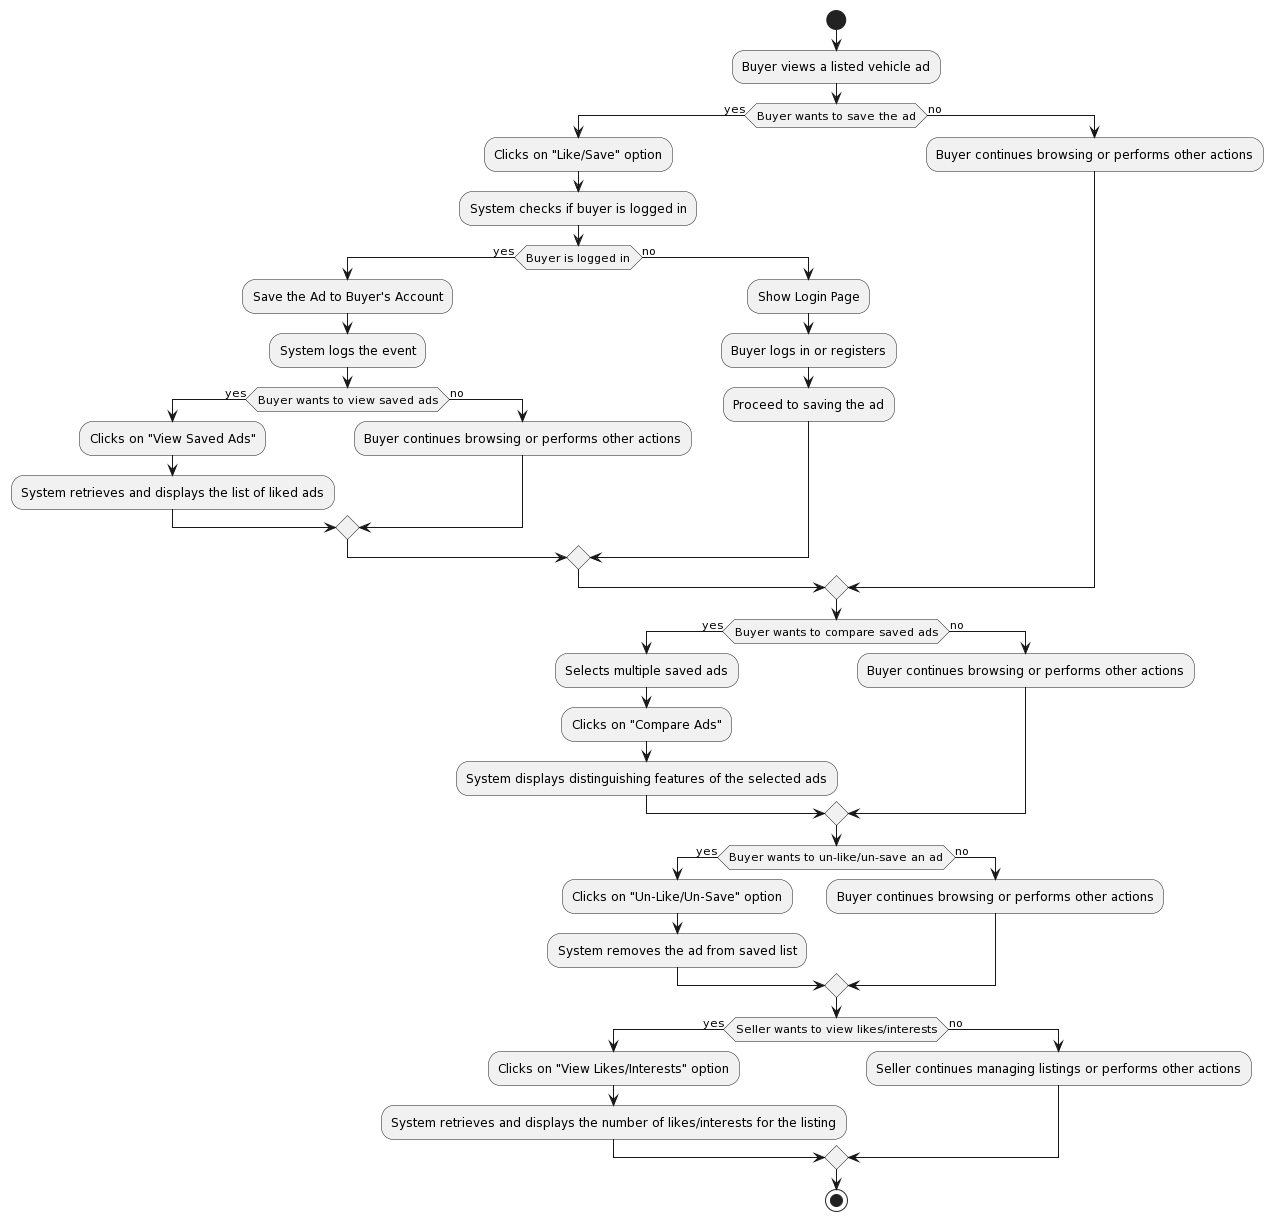 Buyer views a listed vehicle ad
yes
Buyer wants to save the ad
no
Clicks on "Like/Save" option
Buyer continues browsing or performs other actions
System checks if buyer is logged in
yes
Buyer is logged in
no
Save the Ad to Buyer's Account
Show Login Page
System logs the event
Buyer logs in or registers
yes
Buyer wants to view saved ads
no
Proceed to saving the ad
Clicks on "View Saved Ads"
Buyer continues browsing or performs other actions
System retrieves and displays the list of liked ads
yes
Buyer wants to compare saved ads
no
Selects multiple saved ads
Buyer continues browsing or performs other actions
Clicks on "Compare Ads"
System displays distinguishing features of the selected ads
yes
Buyer wants to un-like/un-save an ad
no
Clicks on "Un-Like/Un-Save" option
Buyer continues browsing or performs other actions
System removes the ad from saved list
yes
Seller wants to view likes/interests
no
Clicks on "View Likes/Interests" option
Seller continues managing listings or performs other actions
System retrieves and displays the number of likes/interests for the listing